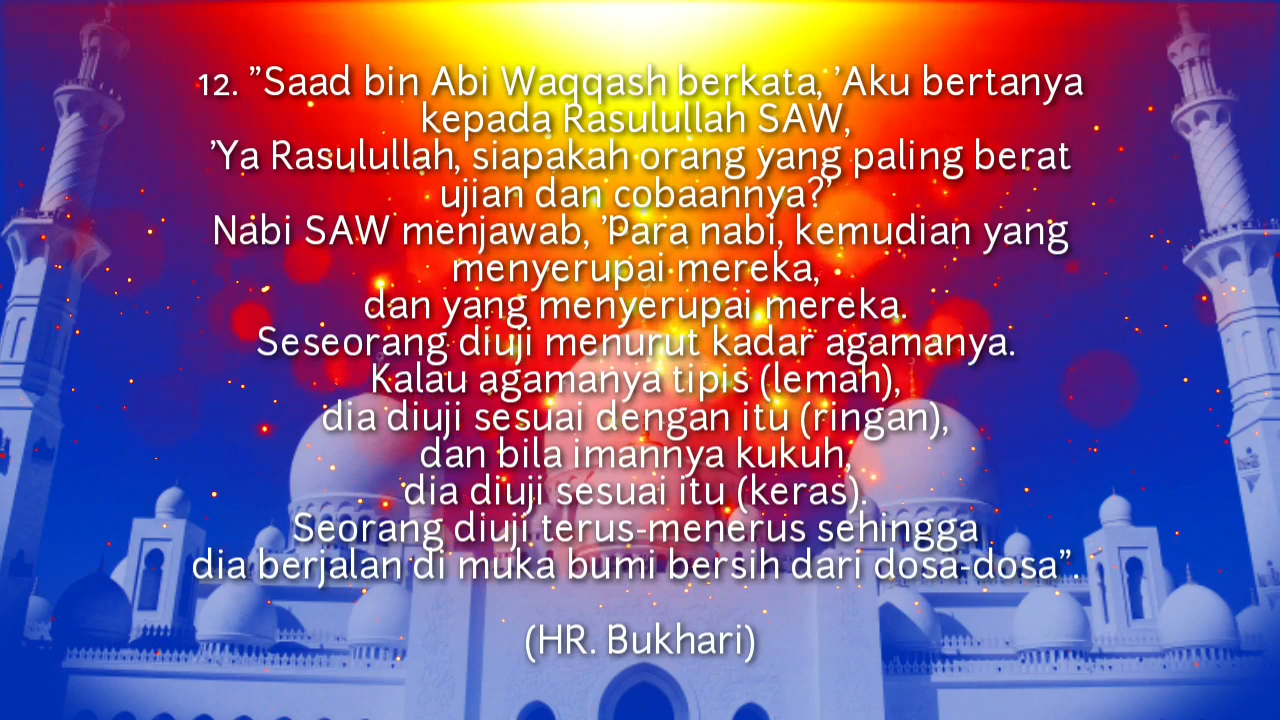 12. ”Saad bin Abi Waqqash berkata, ’Aku bertanya
kepada Rasulullah SAW,
’Ya Rasulullah, siapakah orang yang paling berat
ujian dan cobaannya?’
Nabi SAW menjawab, ’Para nabi, kemudian yang
menyerupai mereka,
dan yang menyerupai mereka.
Seseorang diuji menurut kadar agamanya.
Kalau agamanya tipis (lemah),
dia diuji sesuai dengan itu (ringan),
dan bila imannya kukuh,
dia diuji sesuai itu (keras).
Seorang diuji terus-menerus sehingga
dia berjalan di muka bumi bersih dari dosa-dosa”.
(HR. Bukhari)